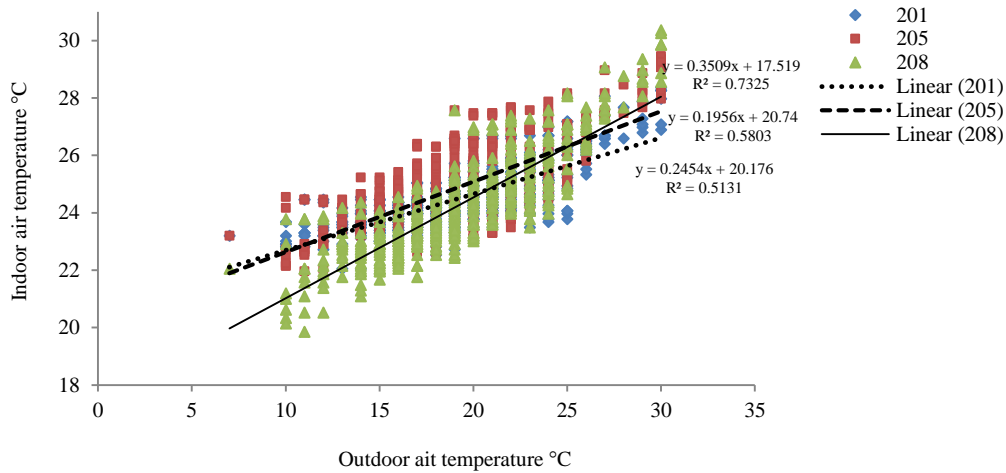 30
28
26
24
22
20
18
Indoor air temperature °C
0
5
10
15
20
25
30
35
Outdoor ait temperature °C
y = 0.3509x + 17.519
R² = 0.7325
y = 0.1956x + 20.74
R² = 0.5803
y = 0.2454x + 20.176
R² = 0.5131
201
205
208
Linear (201)
Linear (205)
Linear (208)